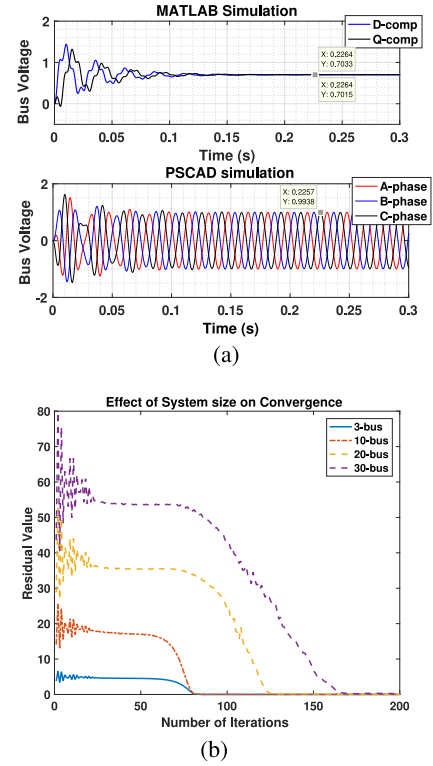 MATLAB Simulation
Bus Voltage
2
1
0
D-comp
Q-comp
X: 0.2264
Y: 0.7033
X: 0.2264
Y: 0.7015
0 0.05 0.1 0.15 0.2 0.25 0.3
Time (s)
PSCAD simulation
Bus Voltage
2
0
-2
A-phase
B-phase
C-phase
X: 0.2257
Y: 0.9938
0 0.05 0.1 0.15 0.2 0.25 0.3
Time (s)
(a)
Effect of System size on Convergence
Residual Value
80
70
60
50
40
30
20
10
0
3-bus
10-bus
20-bus
30-bus
0 50 100 150 200
Number of Iterations
(b)